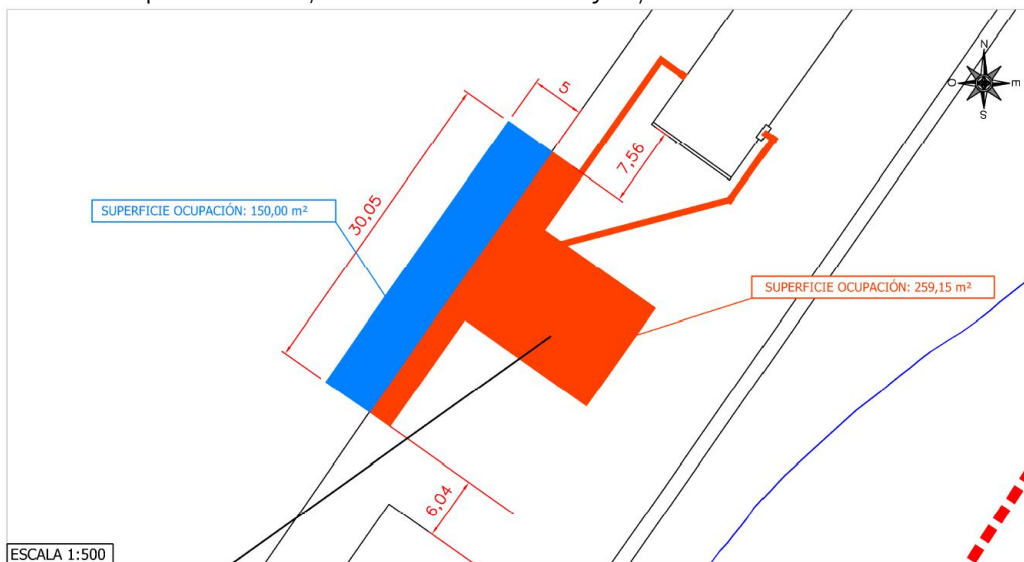 N
O
E
S
5
7,56
30,05
SUPERFICIE OCUPACIÓN: 150,00 m²
SUPERFICIE OCUPACIÓN: 259,15 m²
6,04
ESCALA 1:500